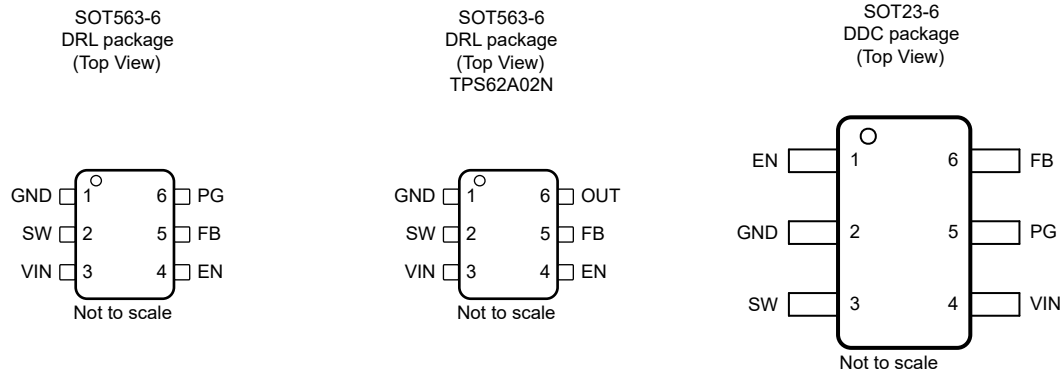 SOT563-6
DRL package
(Top View)
GND 1 6 PG
SW 2 5 FB
VIN 3 4 EN
Not to scale
SOT563-6
DRL package
(Top View)
TPS62A02N
GND 1 6 OUT
SW 2 5 FB
VIN 3 4 EN
Not to scale
SOT23-6
DDC package
(Top View)
EN 1 6 FB
GND 2 5 PG
SW 3 4 VIN
Not to scale